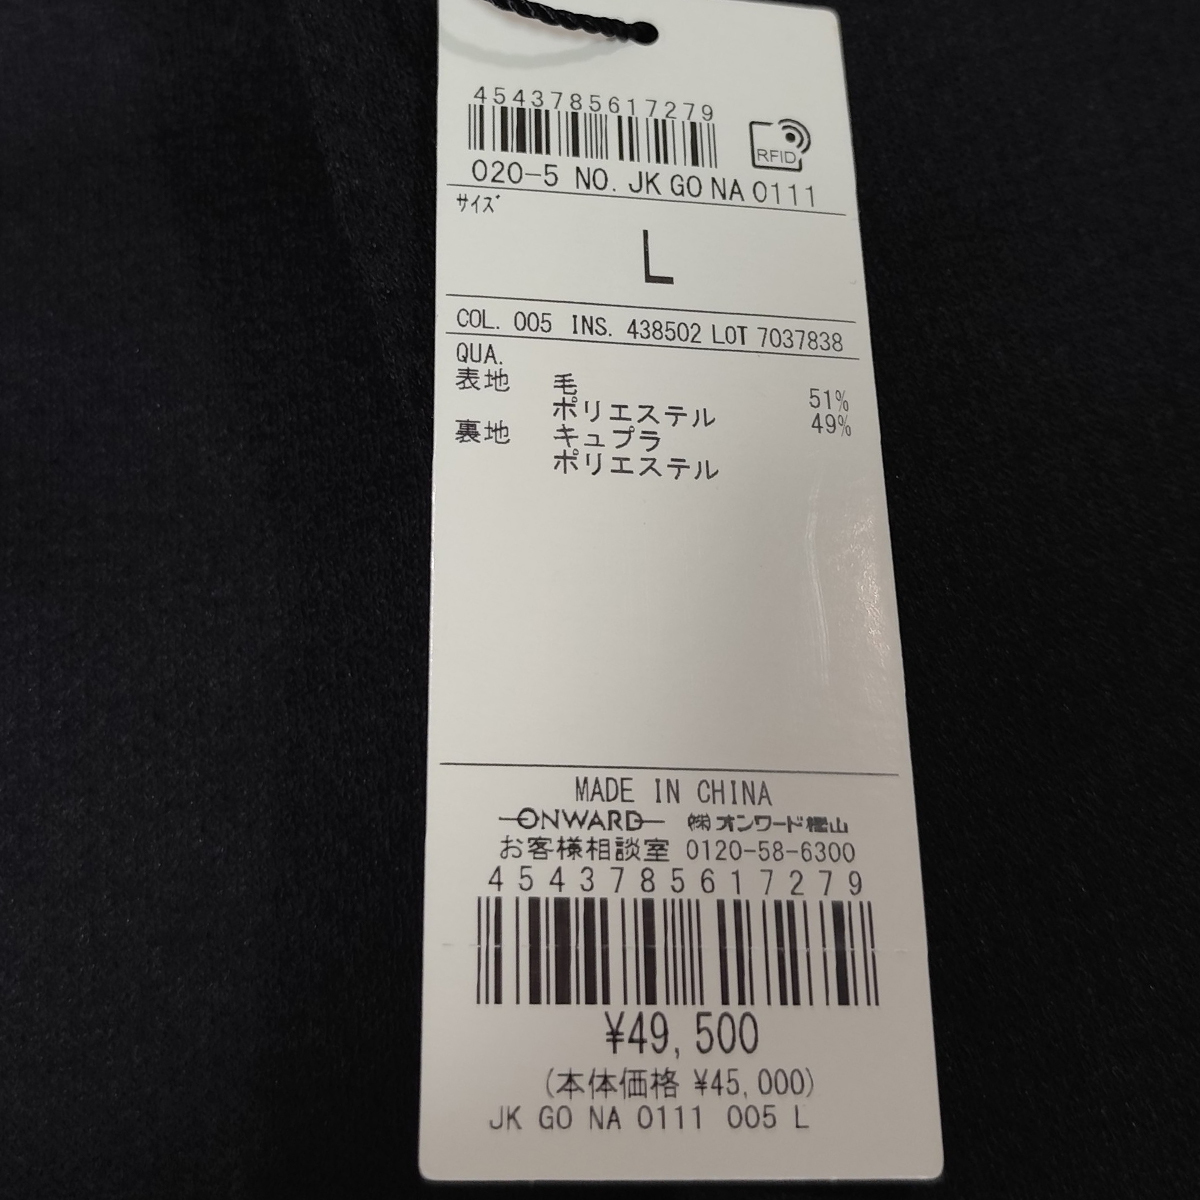 4543785617279
RFID
020-5 NO. JK GO NA 0111
サイズ
L
COL. 005 INS. 438502 LOT 7037838
QUA.
表地 毛 51%
ポリエステル 49%
裏地 キュプラ
ポリエステル
MADE IN CHINA
ONWARD ㈱オンワード樫山
お客様相談室 0120-58-6300
4543785617279
¥49,500
(本体価格 ¥45,000)
JK GO NA 0111 005 L